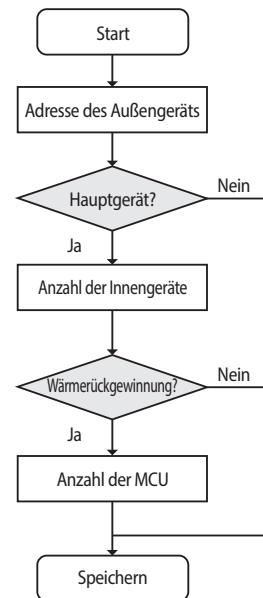 Start
Adresse des Außengeräts
Hauptgerät?
Nein
Ja
Anzahl der Innengeräte
Wärmerückgewinnung?
Nein
Ja
Anzahl der MCU
Speichern